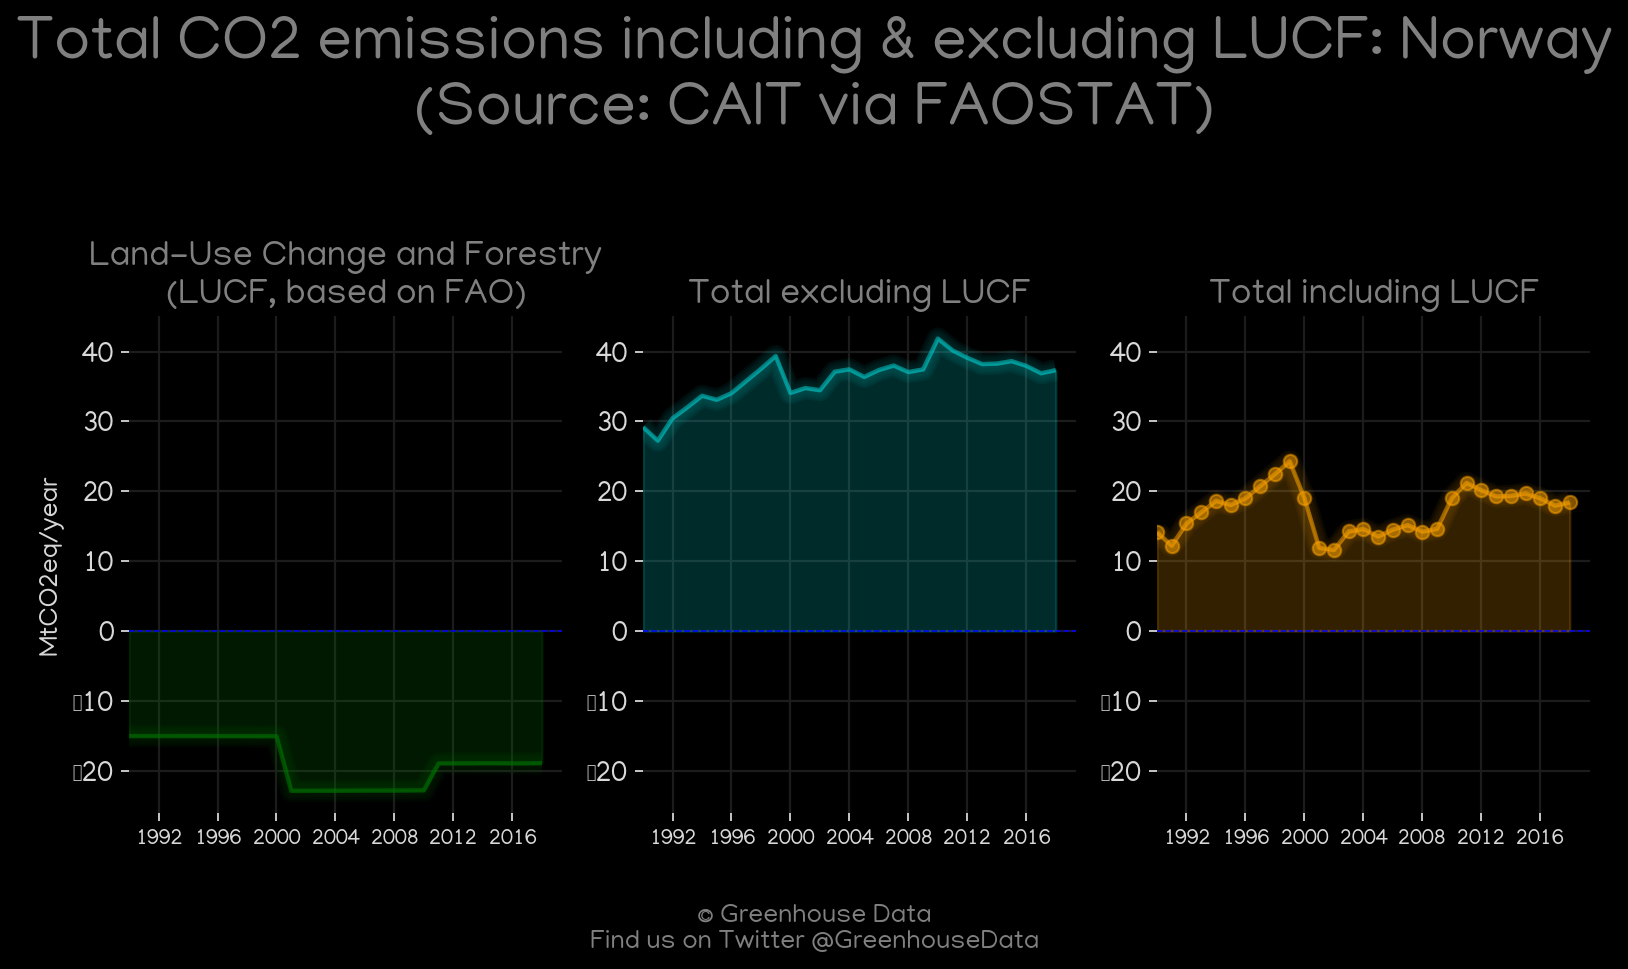 Total CO2 emissions including & excluding LUCF: Norway
(Source: CAIT via FAOSTAT)
Land-Use Change and Forestry
(LUCF, based on FAO)
Total excluding LUCF
Total including LUCF
MtCO2eq/year
40
30
20
10
0
▯10
▯20
1992 1996 2000 2004 2008 2012 2016
40
30
20
10
0
▯10
▯20
1992 1996 2000 2004 2008 2012 2016
40
30
20
10
0
▯10
▯20
1992 1996 2000 2004 2008 2012 2016
© Greenhouse Data
Find us on Twitter @GreenhouseData